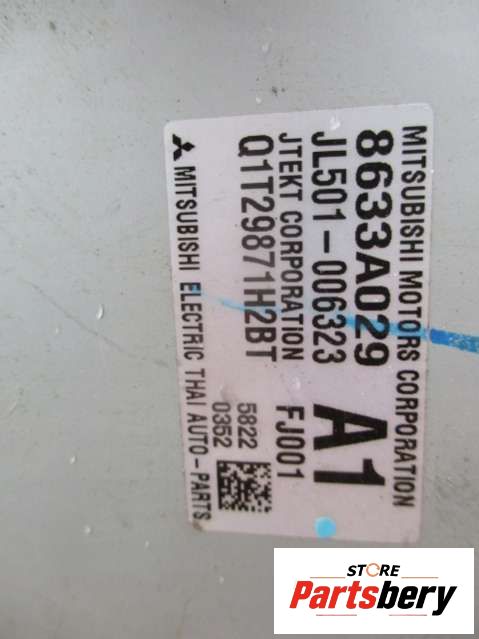 MITSUBISHI MOTORS CORPORATION
8633A029 A1
JL501-006323
JTEKT CORPORATION FJ001
Q1T29871H2BT 5822
0352
MITSUBISHI ELECTRIC THAI AUTO-PARTS
STORE
Partsbery